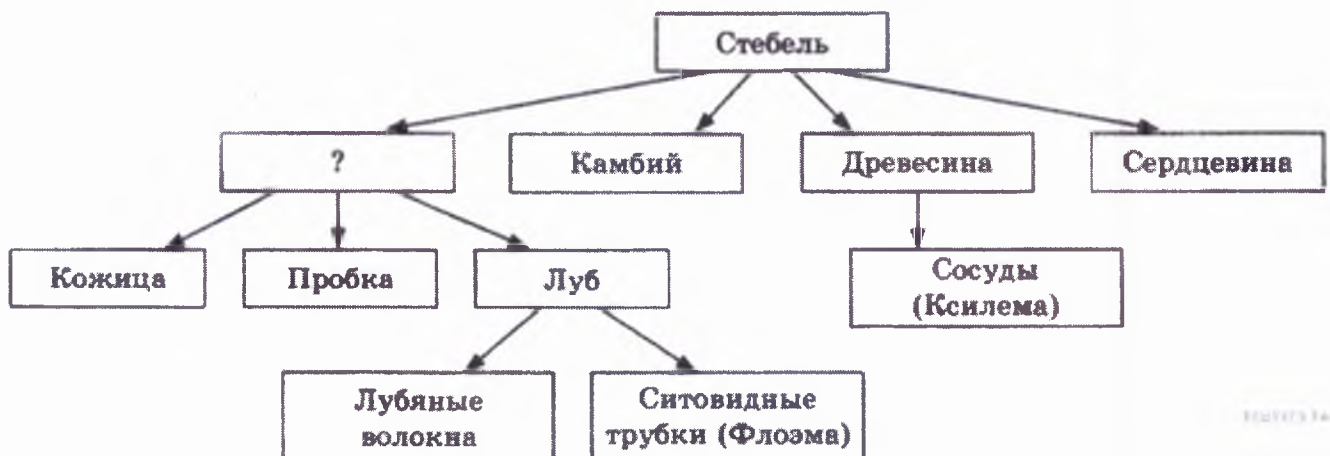 Стебель
?
Камбий
Древесина
Сердцевина
Кожица
Пробка
Луб
Сосуды
(Ксилема)
Лубяные
волокна
Ситовидные
трубки (Флоэма)